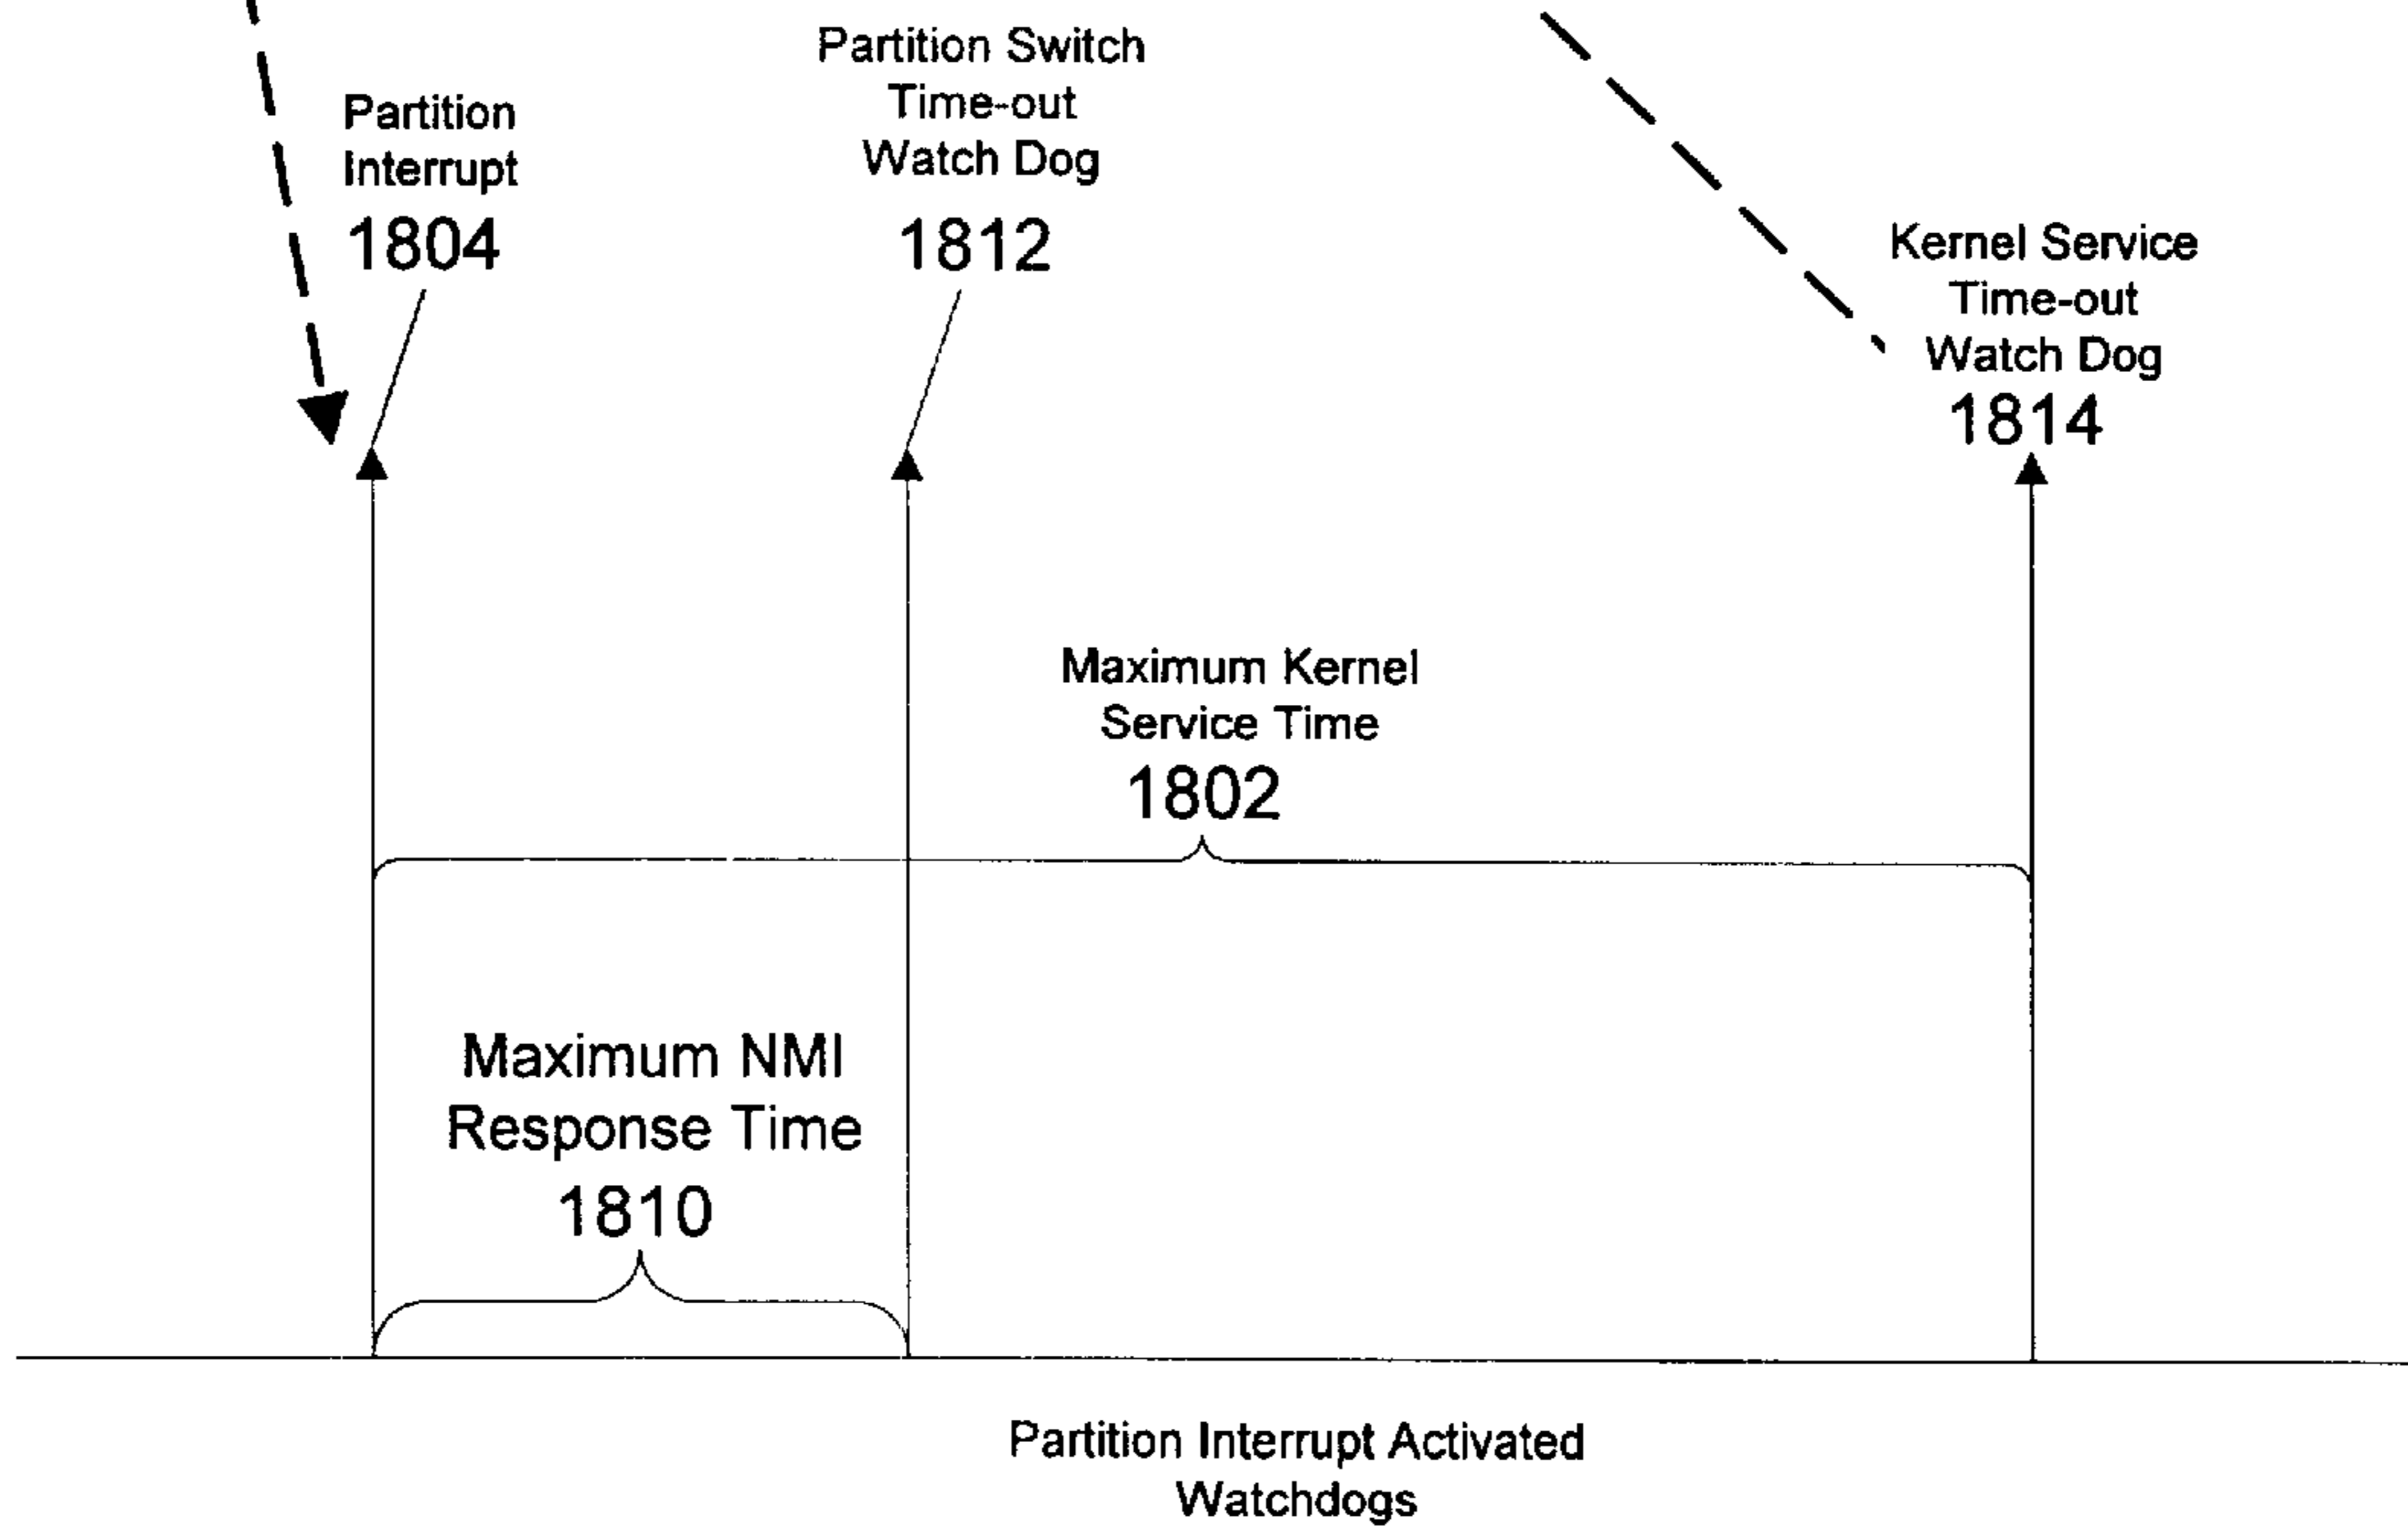 Partition
Interrupt
1804
Partition Switch
Time-out
Watch Dog
1812
Kernel Service
Time-out
Watch Dog
1814
Maximum Kernel
Service Time
1802
Maximum NMI
Response Time
1810
Partition Interrupt Activated
Watchdogs